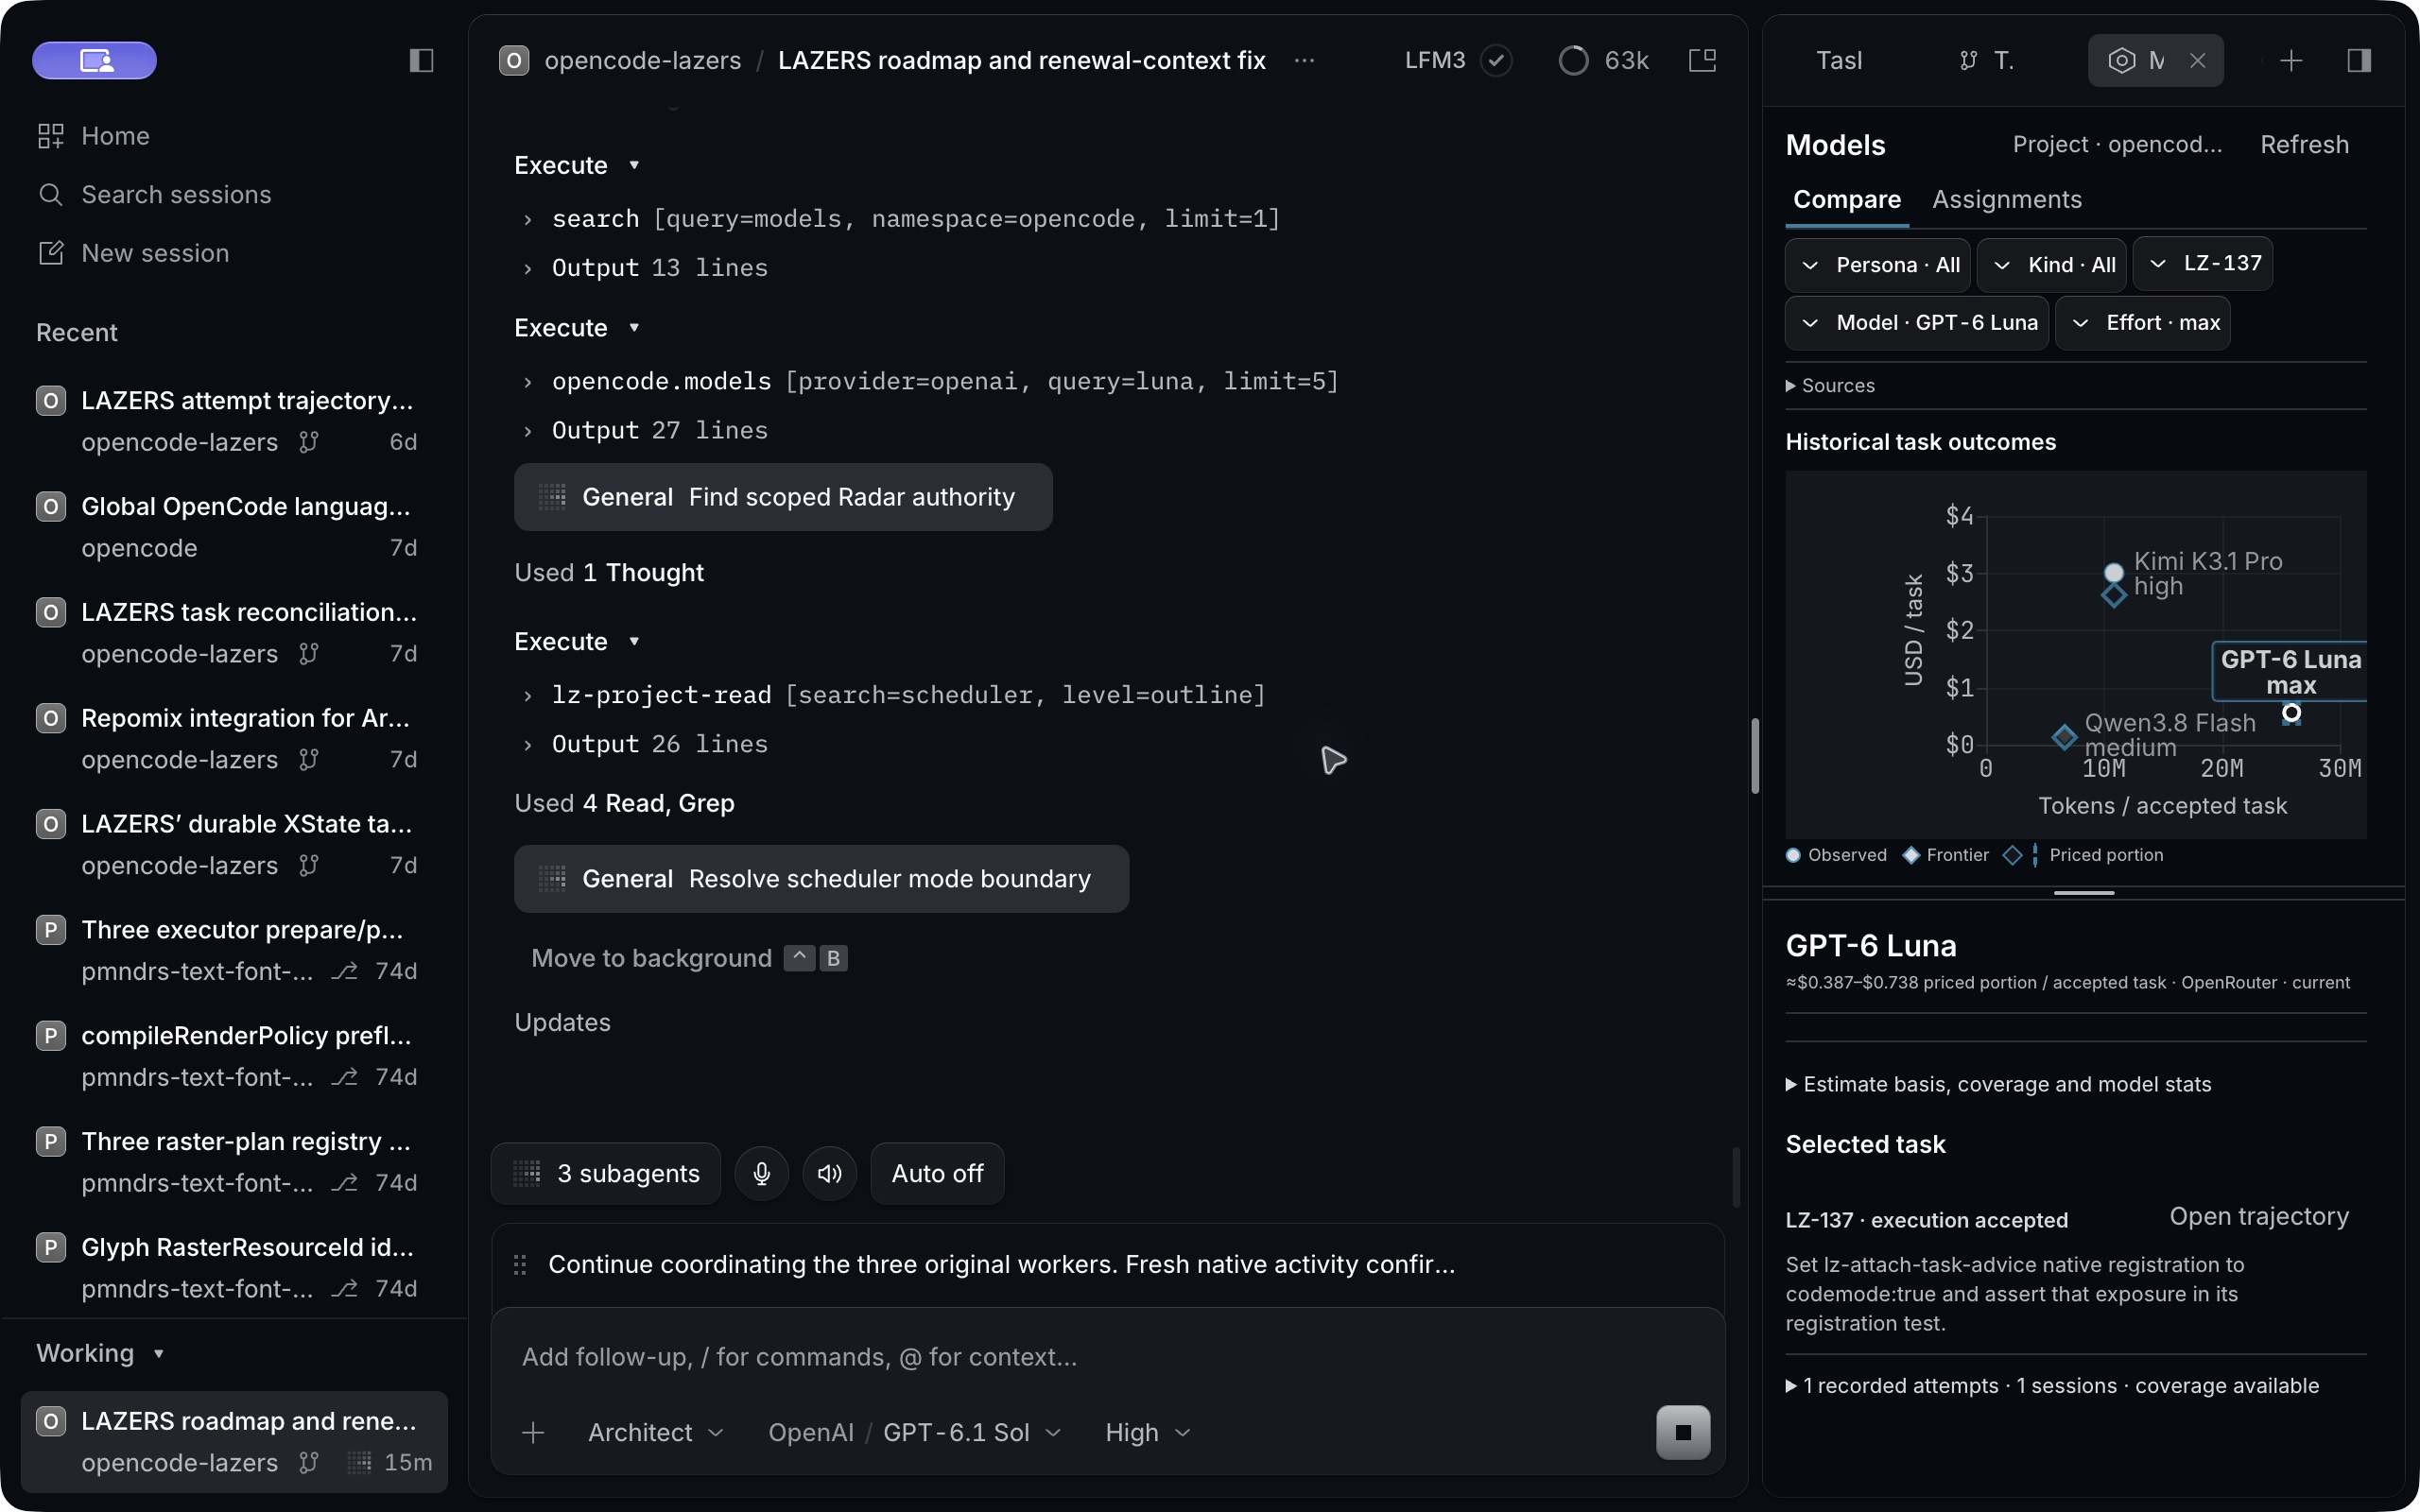 Home
Search sessions
New session
Recent
O LAZERS attempt trajectory...
opencode-lazers 6d
O Global OpenCode languag...
opencode 7d
O LAZERS task reconciliation...
opencode-lazers 7d
O Repomix integration for Ar...
opencode-lazers 7d
O LAZERS’ durable XState ta...
opencode-lazers 7d
P Three executor prepare/p...
pmndrs-text-font-... 74d
P compileRenderPolicy prefl...
pmndrs-text-font-... 74d
P Three raster-plan registry ...
pmndrs-text-font-... 74d
P Glyph RasterResourceId id...
pmndrs-text-font-... 74d
Working
O LAZERS roadmap and rene...
opencode-lazers 15m
O opencode-lazers / LAZERS roadmap and renewal-context fix ... LFM3 63k
Execute
search [query=models, namespace=opencode, limit=1]
Output 13 lines
Execute
opencode.models [provider=openai, query=luna, limit=5]
Output 27 lines
General Find scoped Radar authority
Used 1 Thought
Execute
lz-project-read [search=scheduler, level=outline]
Output 26 lines
Used 4 Read, Grep
General Resolve scheduler mode boundary
Move to background ^ B
Updates
3 subagents Auto off
Continue coordinating the three original workers. Fresh native activity confir...
Add follow-up, / for commands, @ for context...
Architect OpenAI / GPT-6.1 Sol High
Tasl T. M
Models Project · opencod... Refresh
Compare Assignments
Persona · All Kind · All LZ-137
Model · GPT-6 Luna Effort · max
Sources
Historical task outcomes
$4
$3
$2
$1
$0
USD / task
Kimi K3.1 Pro
high
GPT-6 Luna
max
Qwen3.8 Flash
medium
0 10M 20M 30M
Tokens / accepted task
Observed Frontier Priced portion
GPT-6 Luna
≈$0.387–$0.738 priced portion / accepted task · OpenRouter · current
Estimate basis, coverage and model stats
Selected task
LZ-137 · execution accepted Open trajectory
Set lz-attach-task-advice native registration to
codemode:true and assert that exposure in its
registration test.
1 recorded attempts · 1 sessions · coverage available